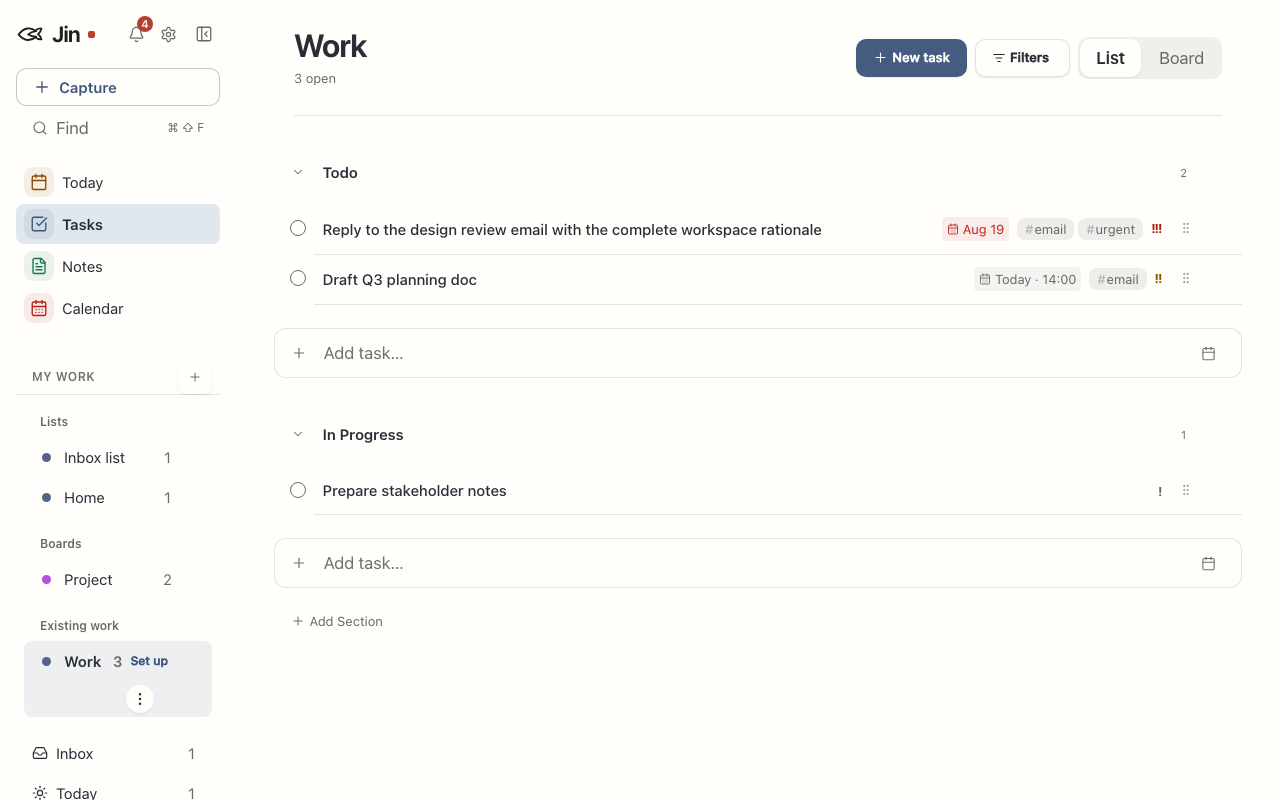 Jin
4
Capture
Find ⌘ ⇧ F
Today
Tasks
Notes
Calendar
MY WORK
Lists
Inbox list 1
Home 1
Boards
Project 2
Existing work
Work 3 Set up
Inbox 1
Today 1
Work
3 open
New task
Filters
List
Board
Todo 2
Reply to the design review email with the complete workspace rationale Aug 19 #email #urgent !!!
Draft Q3 planning doc Today · 14:00 #email !!
Add task...
In Progress 1
Prepare stakeholder notes !
Add task...
Add Section